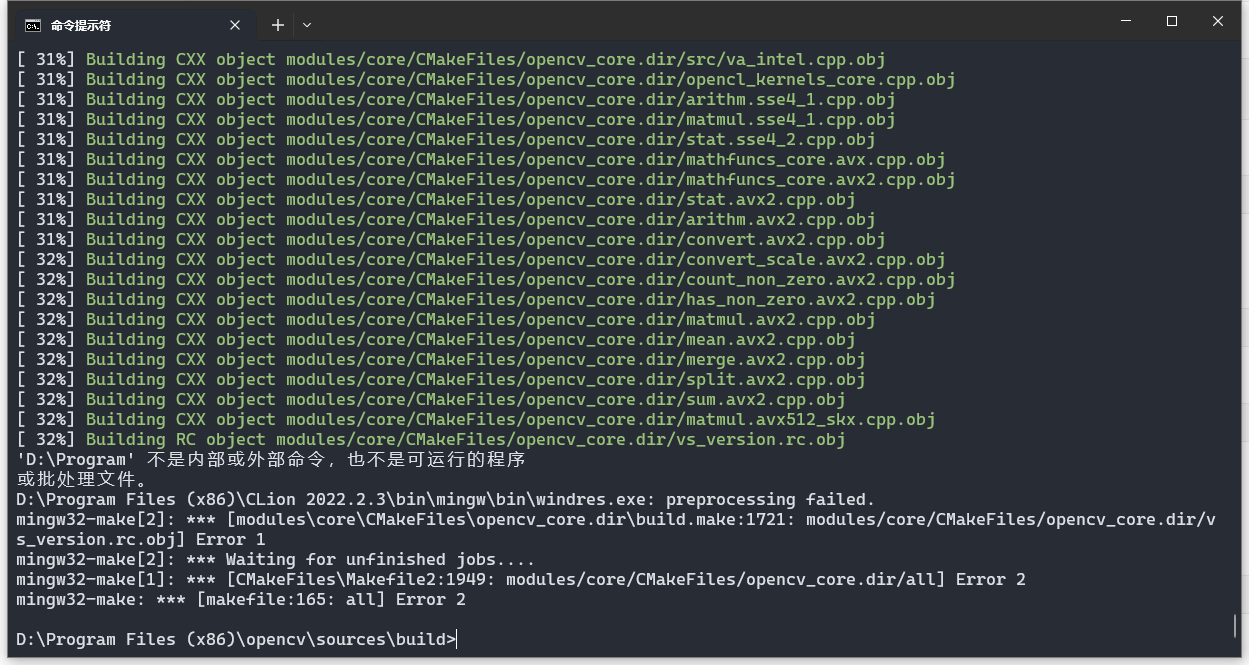 命令提示符
[ 31%] Building CXX object modules/core/CMakeFiles/opencv_core.dir/src/va_intel.cpp.obj
[ 31%] Building CXX object modules/core/CMakeFiles/opencv_core.dir/opencl_kernels_core.cpp.obj
[ 31%] Building CXX object modules/core/CMakeFiles/opencv_core.dir/arithm.sse4_1.cpp.obj
[ 31%] Building CXX object modules/core/CMakeFiles/opencv_core.dir/matmul.sse4_1.cpp.obj
[ 31%] Building CXX object modules/core/CMakeFiles/opencv_core.dir/stat.sse4_2.cpp.obj
[ 31%] Building CXX object modules/core/CMakeFiles/opencv_core.dir/mathfuncs_core.avx.cpp.obj
[ 31%] Building CXX object modules/core/CMakeFiles/opencv_core.dir/mathfuncs_core.avx2.cpp.obj
[ 31%] Building CXX object modules/core/CMakeFiles/opencv_core.dir/stat.avx2.cpp.obj
[ 31%] Building CXX object modules/core/CMakeFiles/opencv_core.dir/arithm.avx2.cpp.obj
[ 31%] Building CXX object modules/core/CMakeFiles/opencv_core.dir/convert.avx2.cpp.obj
[ 32%] Building CXX object modules/core/CMakeFiles/opencv_core.dir/convert_scale.avx2.cpp.obj
[ 32%] Building CXX object modules/core/CMakeFiles/opencv_core.dir/count_non_zero.avx2.cpp.obj
[ 32%] Building CXX object modules/core/CMakeFiles/opencv_core.dir/has_non_zero.avx2.cpp.obj
[ 32%] Building CXX object modules/core/CMakeFiles/opencv_core.dir/matmul.avx2.cpp.obj
[ 32%] Building CXX object modules/core/CMakeFiles/opencv_core.dir/mean.avx2.cpp.obj
[ 32%] Building CXX object modules/core/CMakeFiles/opencv_core.dir/merge.avx2.cpp.obj
[ 32%] Building CXX object modules/core/CMakeFiles/opencv_core.dir/split.avx2.cpp.obj
[ 32%] Building CXX object modules/core/CMakeFiles/opencv_core.dir/sum.avx2.cpp.obj
[ 32%] Building CXX object modules/core/CMakeFiles/opencv_core.dir/matmul.avx512_skx.cpp.obj
[ 32%] Building RC object modules/core/CMakeFiles/opencv_core.dir/vs_version.rc.obj
'D:\Program' 不是内部或外部命令，也不是可运行的程序
或批处理文件。
D:\Program Files (x86)\CLion 2022.2.3\bin\mingw\bin\windres.exe: preprocessing failed.
mingw32-make[2]: *** [modules\core\CMakeFiles\opencv_core.dir\build.make:1721: modules/core/CMakeFiles/opencv_core.dir/v
s_version.rc.obj] Error 1
mingw32-make[2]: *** Waiting for unfinished jobs....
mingw32-make[1]: *** [CMakeFiles\Makefile2:1949: modules/core/CMakeFiles/opencv_core.dir/all] Error 2
mingw32-make: *** [makefile:165: all] Error 2
D:\Program Files (x86)\opencv\sources\build>